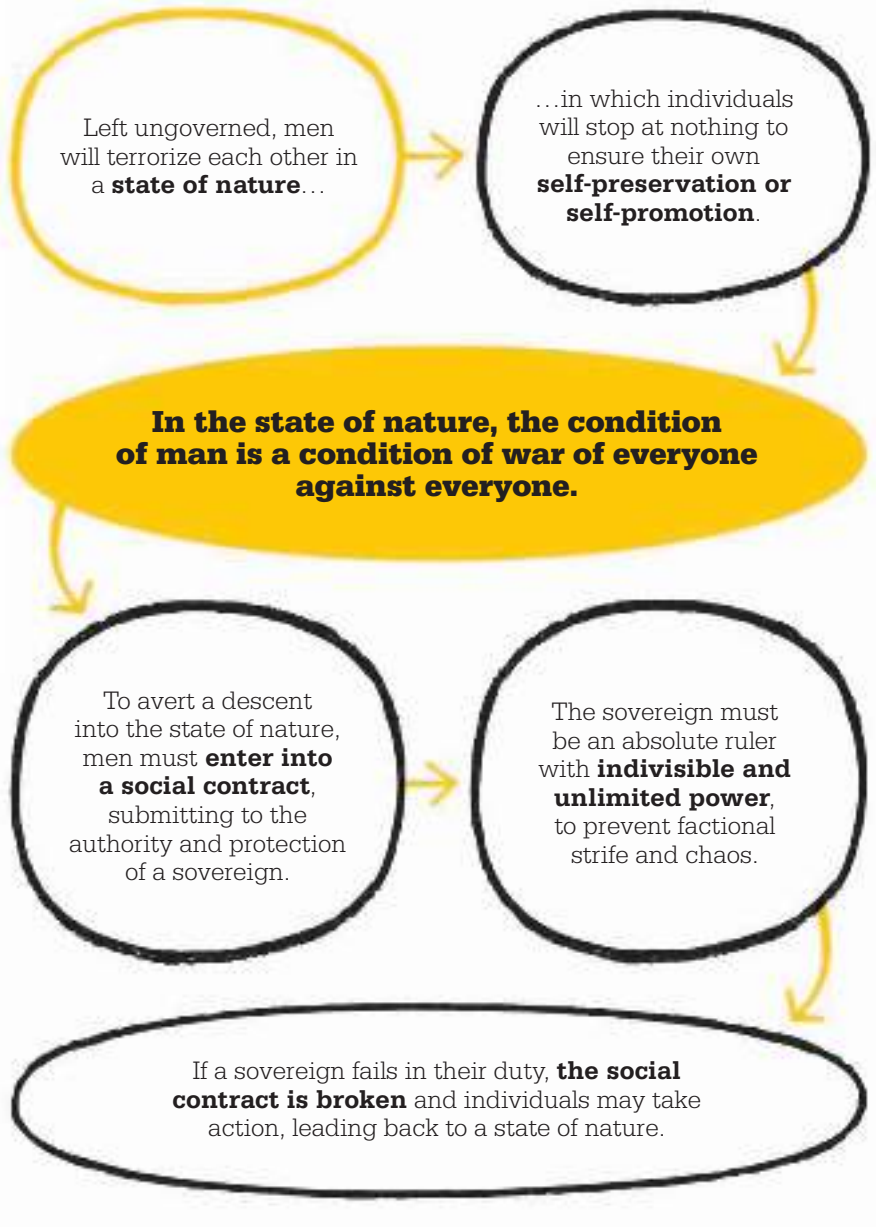 Left ungoverned, men
will terrorize each other in
a state of nature…
…in which individuals
will stop at nothing to
ensure their own
self-preservation or
self-promotion.
In the state of nature, the condition
of man is a condition of war of everyone
against everyone.
To avert a descent
into the state of nature,
men must enter into
a social contract,
submitting to the
authority and protection
of a sovereign.
The sovereign must
be an absolute ruler
with indivisible and
unlimited power,
to prevent factional
strife and chaos.
If a sovereign fails in their duty, the social
contract is broken and individuals may take
action, leading back to a state of nature.